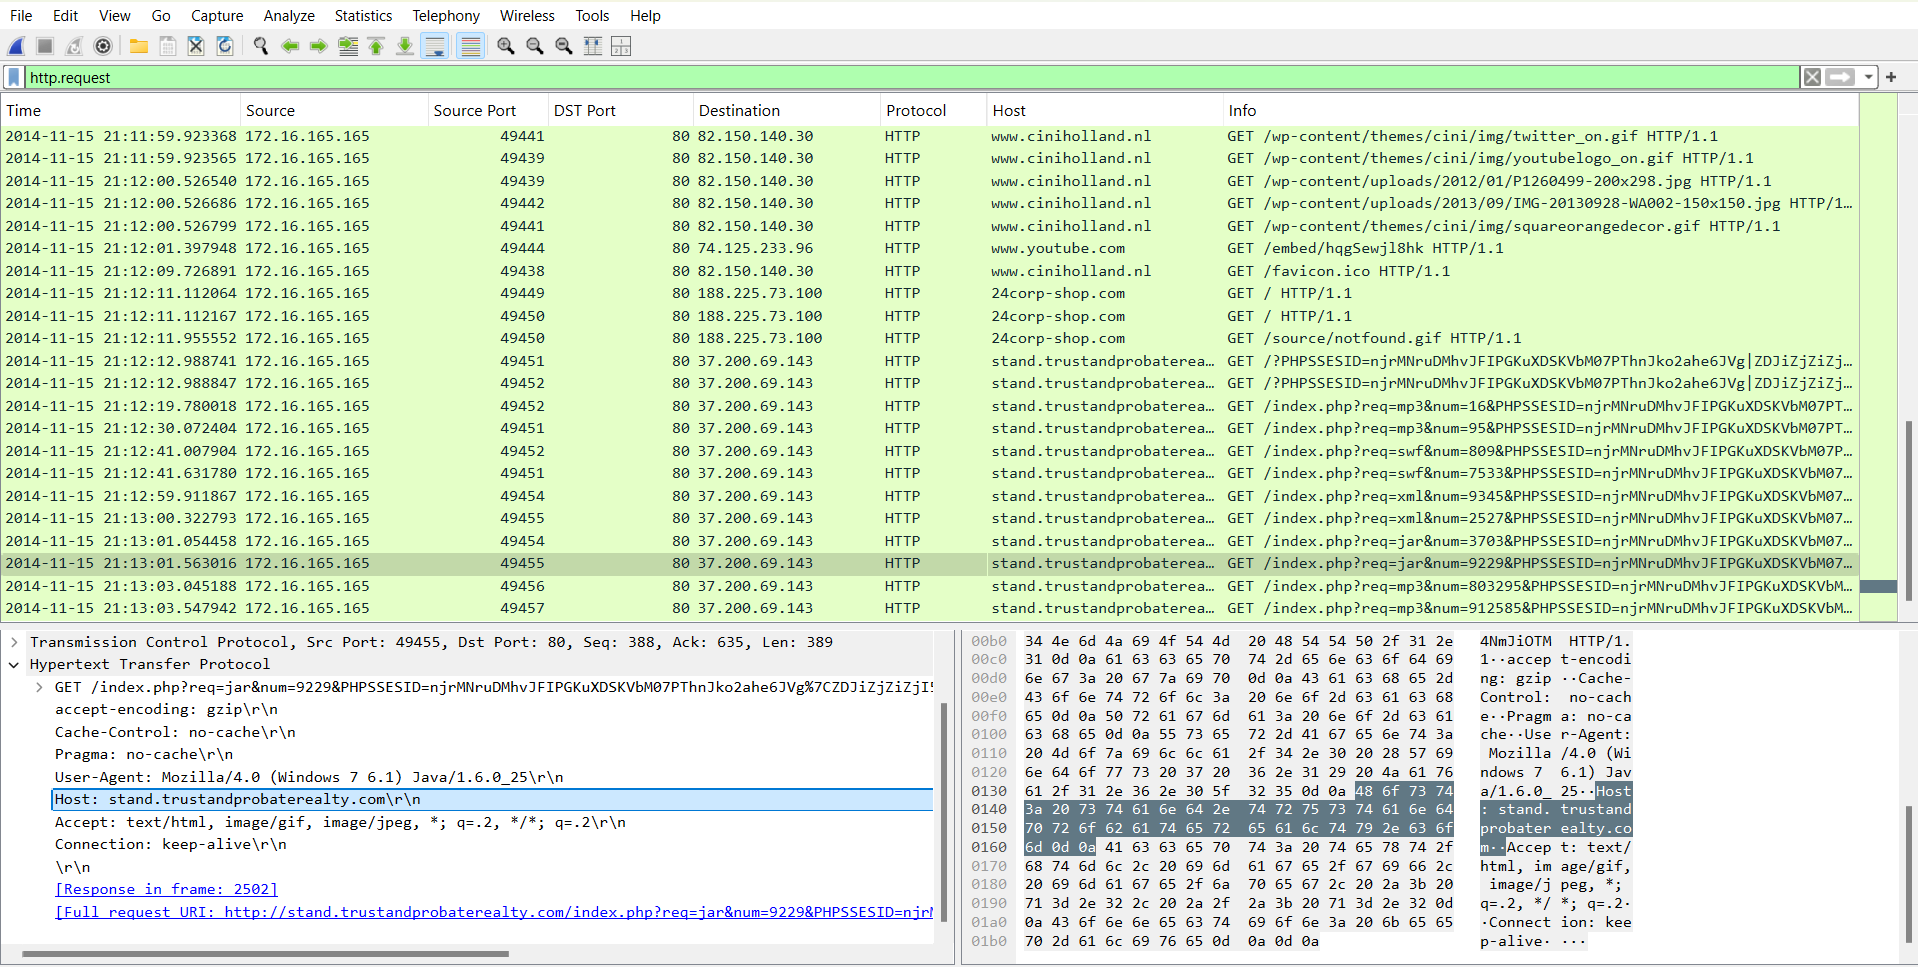 File Edit View Go Capture Analyze Statistics Telephony Wireless Tools Help
http.request
Time Source Source Port DST Port Destination Protocol Host Info
2014-11-15 21:11:59.923368 172.16.165.165 49441 80 82.150.140.30 HTTP www.ciniholland.nl GET /wp-content/themes/cini/img/twitter_on.gif HTTP/1.1
2014-11-15 21:11:59.923565 172.16.165.165 49439 80 82.150.140.30 HTTP www.ciniholland.nl GET /wp-content/themes/cini/img/youtubelogo_on.gif HTTP/1.1
2014-11-15 21:12:00.526540 172.16.165.165 49439 80 82.150.140.30 HTTP www.ciniholland.nl GET /wp-content/uploads/2012/01/P1260499-200x298.jpg HTTP/1.1
2014-11-15 21:12:00.526686 172.16.165.165 49442 80 82.150.140.30 HTTP www.ciniholland.nl GET /wp-content/uploads/2013/09/IMG-20130928-WA002-150x150.jpg HTTP/1…
2014-11-15 21:12:00.526799 172.16.165.165 49441 80 82.150.140.30 HTTP www.ciniholland.nl GET /wp-content/themes/cini/img/squareorangedecor.gif HTTP/1.1
2014-11-15 21:12:01.397948 172.16.165.165 49444 80 74.125.233.96 HTTP www.youtube.com GET /embed/hqgSewjl8hk HTTP/1.1
2014-11-15 21:12:09.726891 172.16.165.165 49438 80 82.150.140.30 HTTP www.ciniholland.nl GET /favicon.ico HTTP/1.1
2014-11-15 21:12:11.112064 172.16.165.165 49449 80 188.225.73.100 HTTP 24corp-shop.com GET / HTTP/1.1
2014-11-15 21:12:11.112167 172.16.165.165 49450 80 188.225.73.100 HTTP 24corp-shop.com GET / HTTP/1.1
2014-11-15 21:12:11.955552 172.16.165.165 49450 80 188.225.73.100 HTTP 24corp-shop.com GET /source/notfound.gif HTTP/1.1
2014-11-15 21:12:12.988741 172.16.165.165 49451 80 37.200.69.143 HTTP stand.trustandprobaterea… GET /?PHPSSESID=njrMNruDMhvJFIPGKuXDSKVbM07PThnJko2ahe6JVg|ZDJiZjZiZj…
2014-11-15 21:12:12.988847 172.16.165.165 49452 80 37.200.69.143 HTTP stand.trustandprobaterea… GET /?PHPSSESID=njrMNruDMhvJFIPGKuXDSKVbM07PThnJko2ahe6JVg|ZDJiZjZiZj…
2014-11-15 21:12:19.780018 172.16.165.165 49452 80 37.200.69.143 HTTP stand.trustandprobaterea… GET /index.php?req=mp3&num=16&PHPSSESID=njrMNruDMhvJFIPGKuXDSKVbM07PT…
2014-11-15 21:12:30.072404 172.16.165.165 49451 80 37.200.69.143 HTTP stand.trustandprobaterea… GET /index.php?req=mp3&num=95&PHPSSESID=njrMNruDMhvJFIPGKuXDSKVbM07PT…
2014-11-15 21:12:41.007904 172.16.165.165 49452 80 37.200.69.143 HTTP stand.trustandprobaterea… GET /index.php?req=swf&num=809&PHPSSESID=njrMNruDMhvJFIPGKuXDSKVbM07P…
2014-11-15 21:12:41.631780 172.16.165.165 49451 80 37.200.69.143 HTTP stand.trustandprobaterea… GET /index.php?req=swf&num=7533&PHPSSESID=njrMNruDMhvJFIPGKuXDSKVbM07…
2014-11-15 21:12:59.911867 172.16.165.165 49454 80 37.200.69.143 HTTP stand.trustandprobaterea… GET /index.php?req=xml&num=9345&PHPSSESID=njrMNruDMhvJFIPGKuXDSKVbM07…
2014-11-15 21:13:00.322793 172.16.165.165 49455 80 37.200.69.143 HTTP stand.trustandprobaterea… GET /index.php?req=xml&num=2527&PHPSSESID=njrMNruDMhvJFIPGKuXDSKVbM07…
2014-11-15 21:13:01.054458 172.16.165.165 49454 80 37.200.69.143 HTTP stand.trustandprobaterea… GET /index.php?req=jar&num=3703&PHPSSESID=njrMNruDMhvJFIPGKuXDSKVbM07…
2014-11-15 21:13:01.563016 172.16.165.165 49455 80 37.200.69.143 HTTP stand.trustandprobaterea… GET /index.php?req=jar&num=9229&PHPSSESID=njrMNruDMhvJFIPGKuXDSKVbM07…
2014-11-15 21:13:03.045188 172.16.165.165 49456 80 37.200.69.143 HTTP stand.trustandprobaterea… GET /index.php?req=mp3&num=803295&PHPSSESID=njrMNruDMhvJFIPGKuXDSKVbM…
2014-11-15 21:13:03.547942 172.16.165.165 49457 80 37.200.69.143 HTTP stand.trustandprobaterea… GET /index.php?req=mp3&num=912585&PHPSSESID=njrMNruDMhvJFIPGKuXDSKVbM…
Transmission Control Protocol, Src Port: 49455, Dst Port: 80, Seq: 388, Ack: 635, Len: 389
Hypertext Transfer Protocol
GET /index.php?req=jar&num=9229&PHPSSESID=njrMNruDMhvJFIPGKuXDSKVbM07PThnJko2ahe6JVg%7CZDJiZjZiZjI5
accept-encoding: gzip\r\n
Cache-Control: no-cache\r\n
Pragma: no-cache\r\n
User-Agent: Mozilla/4.0 (Windows 7 6.1) Java/1.6.0_25\r\n
Host: stand.trustandprobaterealty.com\r\n
Accept: text/html, image/gif, image/jpeg, *; q=.2, */*; q=.2\r\n
Connection: keep-alive\r\n
\r\n
[Response in frame: 2502]
[Full request URI: http://stand.trustandprobaterealty.com/index.php?req=jar&num=9229&PHPSSESID=njrM
00b0 34 4e 6d 4a 69 4f 54 4d 20 48 54 54 50 2f 31 2e 4NmJiOTM HTTP/1.
00c0 31 0d 0a 61 63 63 65 70 74 2d 65 6e 63 6f 64 69 1··accep t-encodi
00d0 6e 67 3a 20 67 7a 69 70 0d 0a 43 61 63 68 65 2d ng: gzip ··Cache-
00e0 43 6f 6e 74 72 6f 6c 3a 20 6e 6f 2d 63 61 63 68 Control: no-cach
00f0 65 0d 0a 50 72 61 67 6d 61 3a 20 6e 6f 2d 63 61 e··Pragm a: no-ca
0100 63 68 65 0d 0a 55 73 65 72 2d 41 67 65 6e 74 3a che··Use r-Agent:
0110 20 4d 6f 7a 69 6c 6c 61 2f 34 2e 30 20 28 57 69 Mozilla /4.0 (Wi
0120 6e 64 6f 77 73 20 37 20 36 2e 31 29 20 4a 61 76 ndows 7 6.1) Jav
0130 61 2f 31 2e 36 2e 30 5f 32 35 0d 0a 48 6f 73 74 a/1.6.0_ 25··Host
0140 3a 20 73 74 61 6e 64 2e 74 72 75 73 74 61 6e 64 : stand. trustand
0150 70 72 6f 62 61 74 65 72 65 61 6c 74 79 2e 63 6f probater ealty.co
0160 6d 0d 0a 41 63 63 65 70 74 3a 20 74 65 78 74 2f m··Accep t: text/
0170 68 74 6d 6c 2c 20 69 6d 61 67 65 2f 67 69 66 2c html, im age/gif,
0180 20 69 6d 61 67 65 2f 6a 70 65 67 2c 20 2a 3b 20 image/j peg, *;
0190 71 3d 2e 32 2c 20 2a 2f 2a 3b 20 71 3d 2e 32 0d q=.2, */ *; q=.2·
01a0 0a 43 6f 6e 6e 65 63 74 69 6f 6e 3a 20 6b 65 65 ·Connect ion: kee
01b0 70 2d 61 6c 69 76 65 0d 0a 0d 0a p-alive· ···